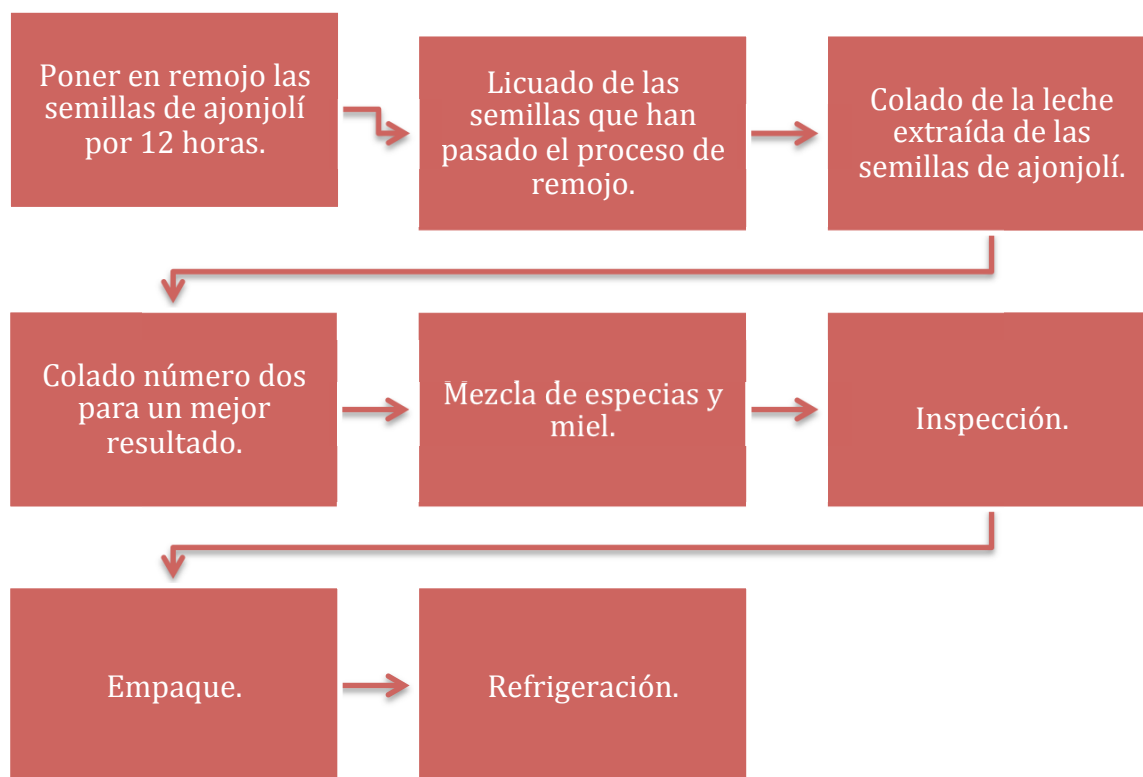 Poner en remojo las
semillas de ajonjolí
por 12 horas.
Licuado de las
semillas que han
pasado el proceso de
remojo.
Colado de la leche
extraída de las
semillas de ajonjolí.
Colado número dos
para un mejor
resultado.
Mezcla de especias y
miel.
Inspección.
Empaque.
Refrigeración.